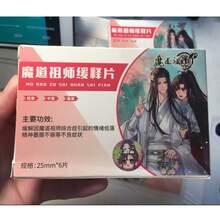 魔道祖师缓释片
MO DAO ZU SHI HUAN SHI PIAN
主要功效:
缓解因魔道祖师综合症引起的情绪低落
精神萎靡不振等不良症状
规格:25mm*6片